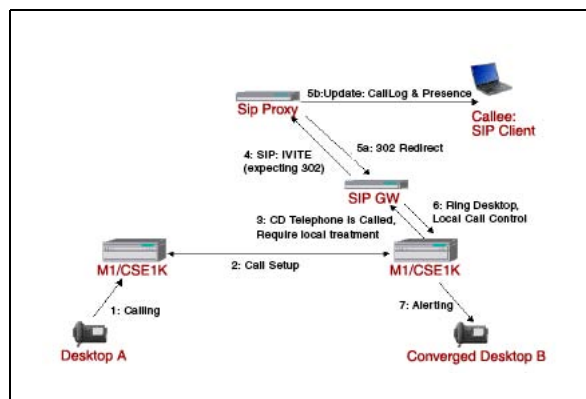 5b:Update: CallLog & Presence
Sip Proxy
Callee:
SIP Client
5a: 302 Redirect
4: SIP: IVITE
(expecting 302)
SIP GW
6: Ring Desktop,
Local Call Control
3: CD Telephone is Called,
Require local treatment
M1/CSE1K
2: Call Setup
M1/CSE1K
1: Calling
7: Alerting
Desktop A
Converged Desktop B